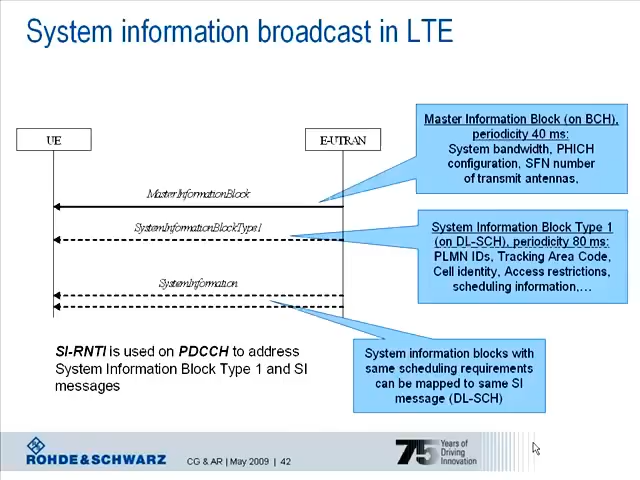 System information broadcast in LTE
UE
E-UTRAN
Master Information Block (on BCH),
periodicity 40 ms:
System bandwidth, PHICH
configuration, SFN number
of transmit antennas,
MasterInformationBlock
SystemInformationBlockType1
System Information Block Type 1
(on DL-SCH), periodicity 80 ms:
PLMN IDs, Tracking Area Code,
Cell identity, Access restrictions,
scheduling information,…
SystemInformation
SI-RNTI is used on PDCCH to address
System Information Block Type 1 and SI
messages
System information blocks with
same scheduling requirements
can be mapped to same SI
message (DL-SCH)
ROHDE&SCHWARZ
CG & AR | May 2009 | 42
75 Years of
Driving
Innovation